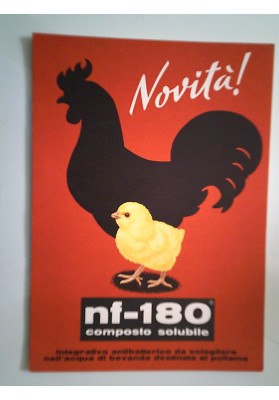 Novità!
nf-180®
composto solubile
Integrativo antibatterico da sciogliere
nell'acqua di bevanda destinata al pollame